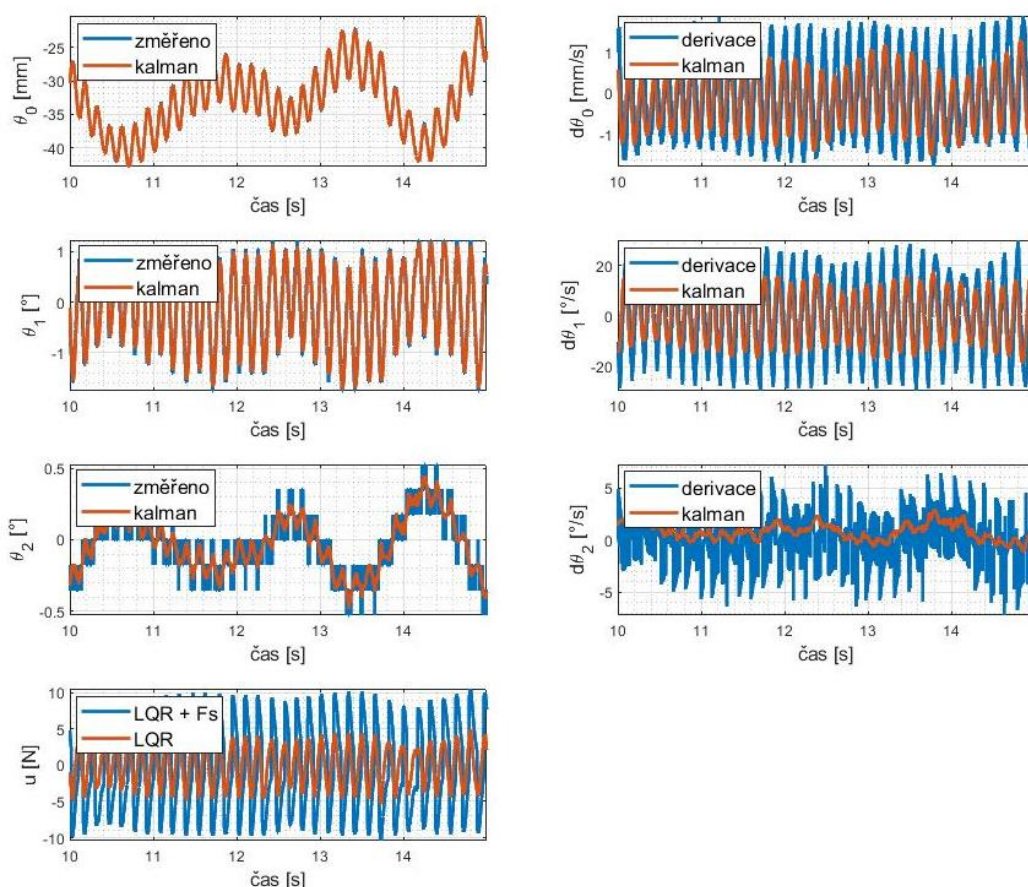 změřeno
kalman
θ0 [mm]
-25
-30
-35
-40
10 11 12 13 14
čas [s]
derivace
kalman
dθ0 [mm/s]
1
0
-1
10 11 12 13 14
čas [s]
změřeno
kalman
θ1 [°]
1
0
-1
10 11 12 13 14
čas [s]
derivace
kalman
dθ1 [°/s]
20
0
-20
10 11 12 13 14
čas [s]
změřeno
kalman
θ2 [°]
0.5
0
-0.5
10 11 12 13 14
čas [s]
derivace
kalman
dθ2 [°/s]
5
0
-5
10 11 12 13 14
čas [s]
LQR + Fs
LQR
u [N]
10
5
0
-5
-10
10 11 12 13 14
čas [s]